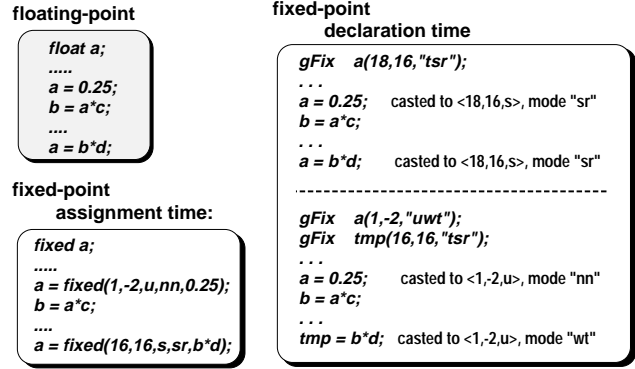 floating-point
float a;
.....
a = 0.25;
b = a*c;
....
a = b*d;
fixed-point
assignment time:
fixed a;
.....
a = fixed(1,-2,u,nn,0.25);
b = a*c;
....
a = fixed(16,16,s,sr,b*d);
fixed-point
declaration time
gFix a(18,16,"tsr");
. . .
a = 0.25; casted to <18,16,s>, mode "sr"
b = a*c;
. . .
a = b*d; casted to <18,16,s>, mode "sr"
gFix a(1,-2,"uwt");
gFix tmp(16,16,"tsr");
. . .
a = 0.25; casted to <1,-2,u>, mode "nn"
b = a*c;
. . .
tmp = b*d; casted to <1,-2,u>, mode "wt"